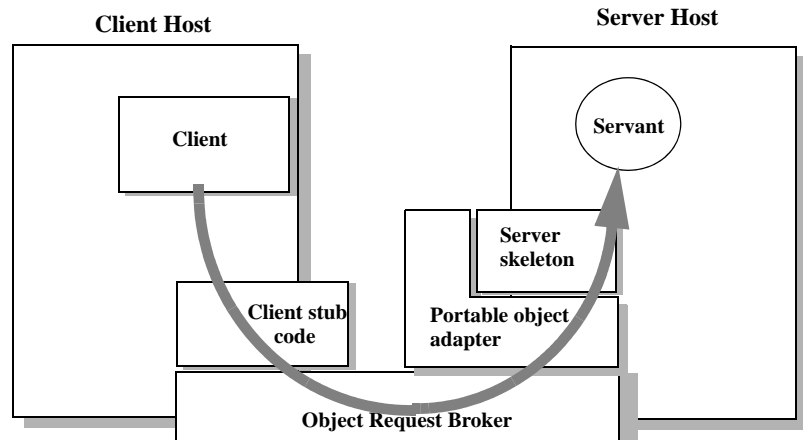 Client Host
Server Host
Client
Servant
Server
skeleton
Client stub
code
Portable object
adapter
Object Request Broker